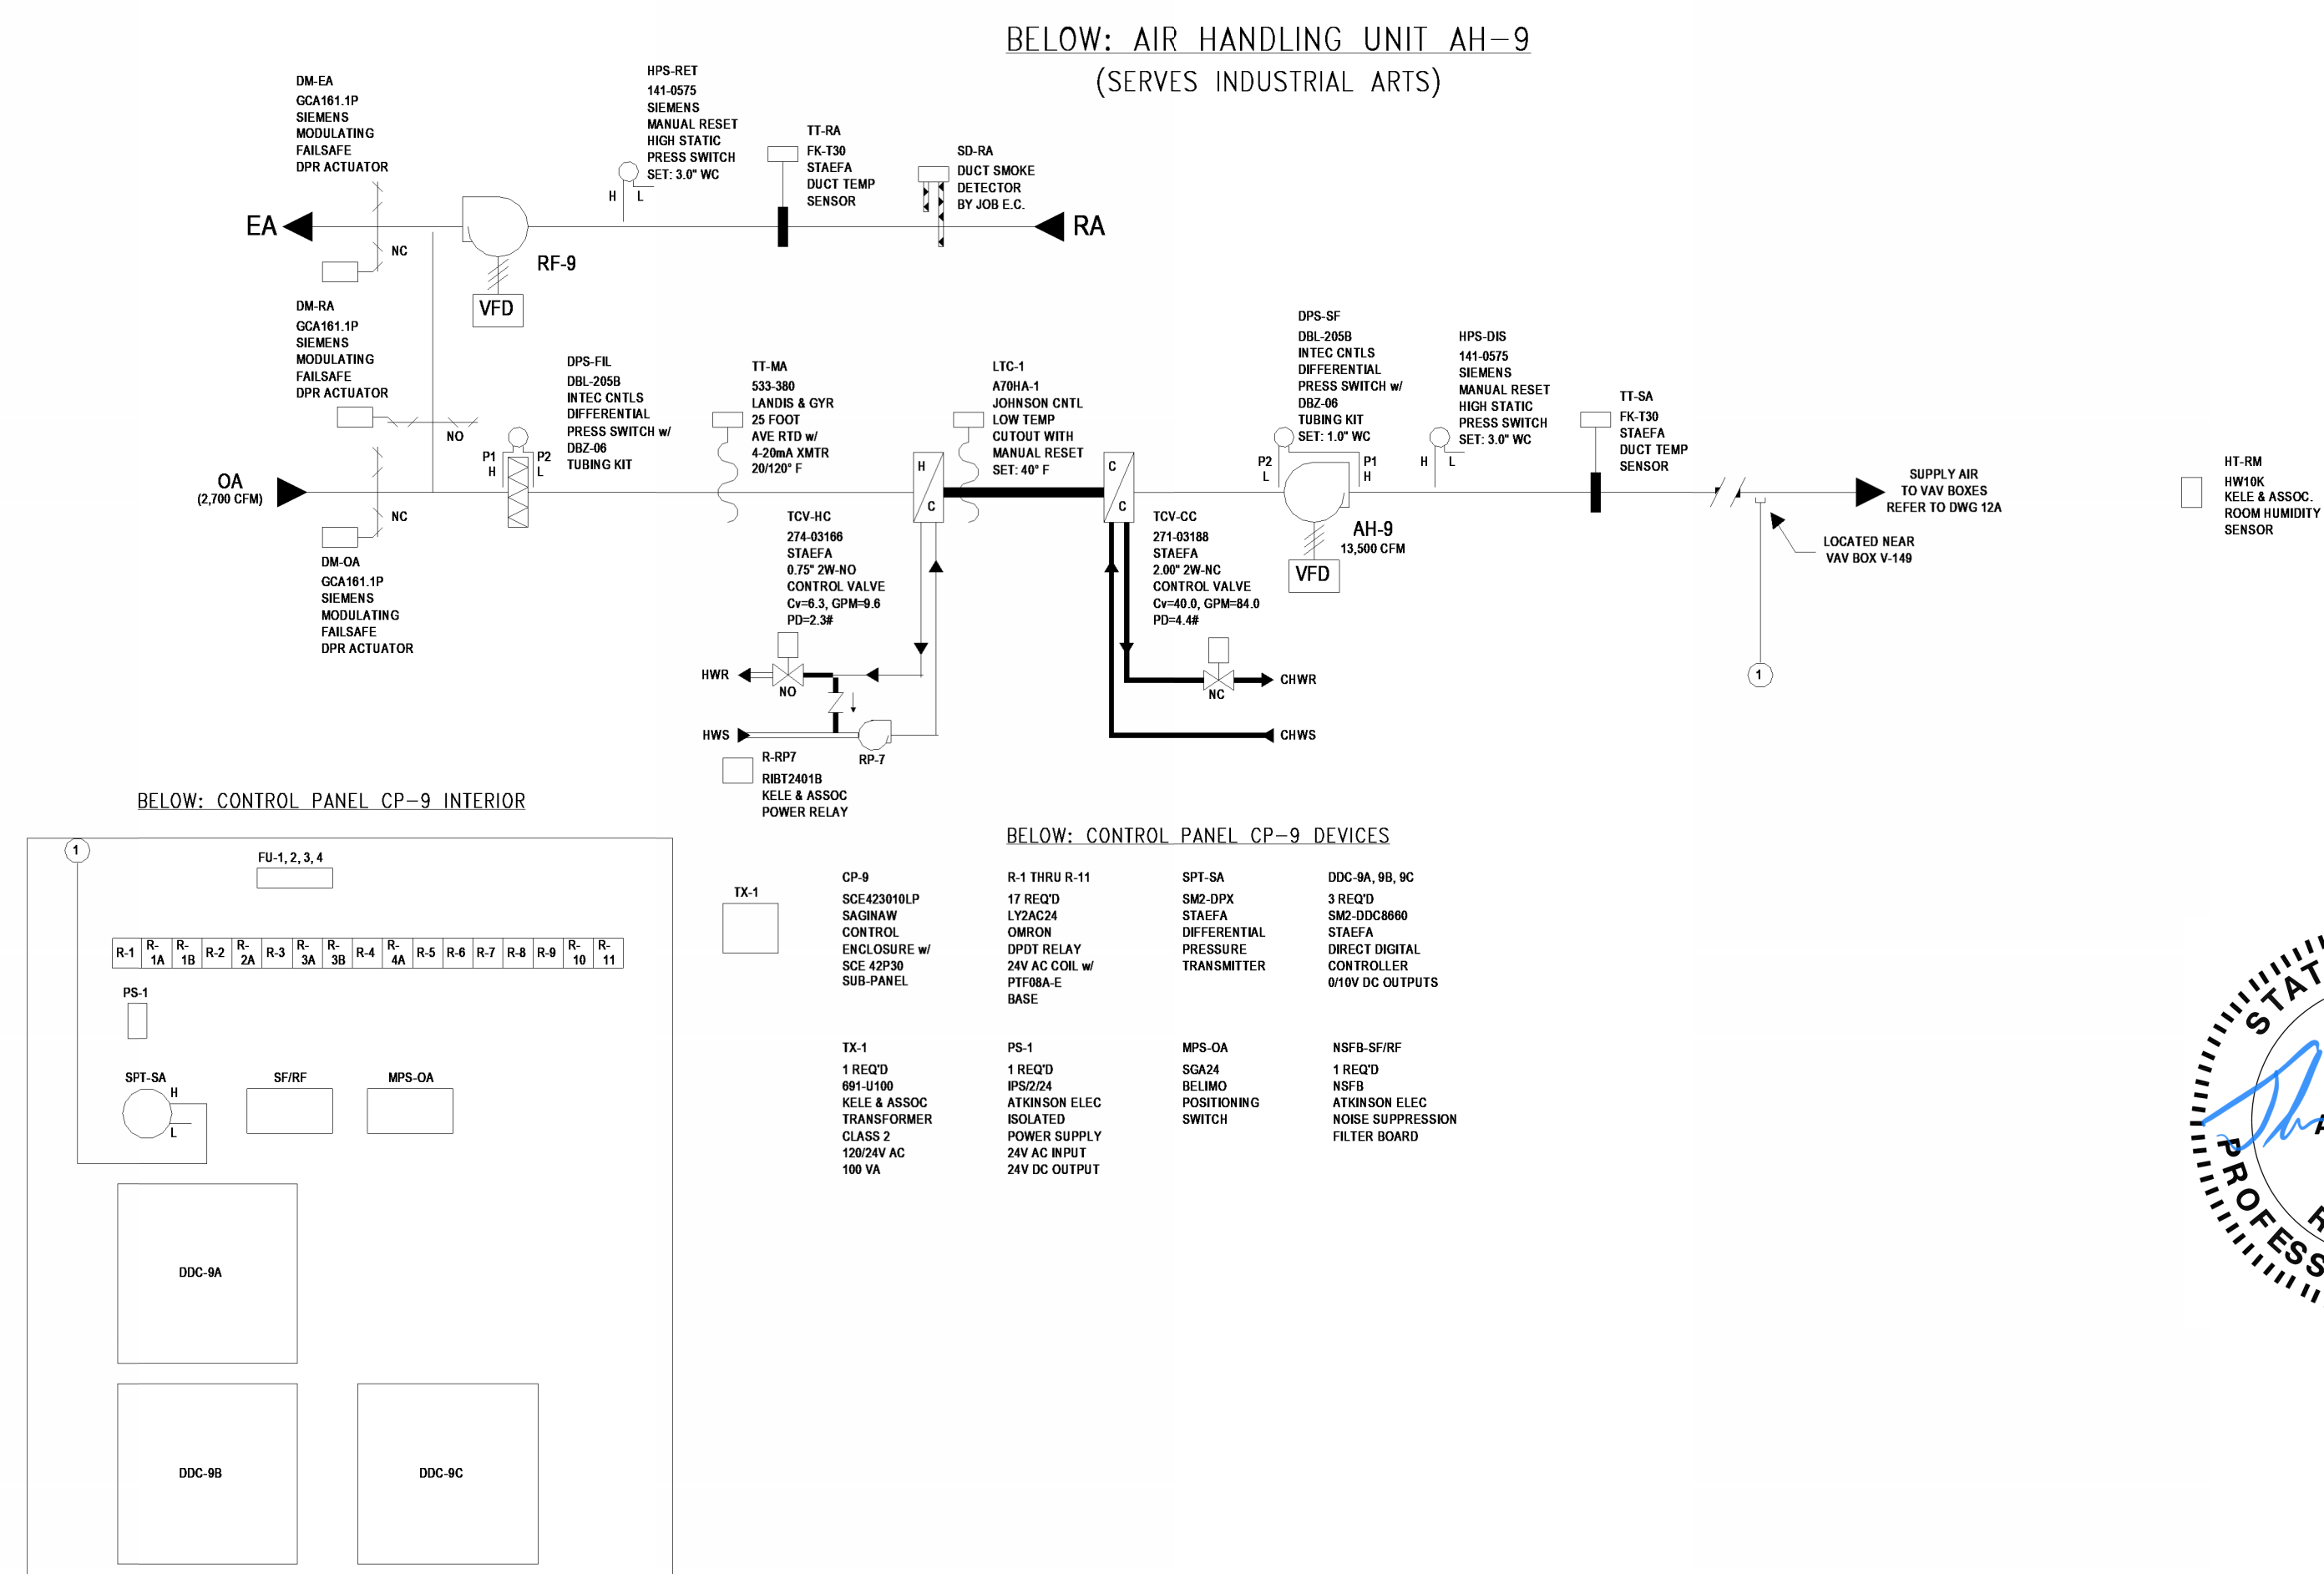 BELOW: AIR HANDLING UNIT AH-9
(SERVES INDUSTRIAL ARTS)
DM-EA
GCA161.1P
SIEMENS
MODULATING
FAILSAFE
DPR ACTUATOR
HPS-RET
141-0575
SIEMENS
MANUAL RESET
HIGH STATIC
PRESS SWITCH
SET: 3.0" WC
H L
TT-RA
FK-T30
STAEFA
DUCT TEMP
SENSOR
SD-RA
DUCT SMOKE
DETECTOR
BY JOB E.C.
EA
RA
NC
RF-9
VFD
DM-RA
GCA161.1P
SIEMENS
MODULATING
FAILSAFE
DPR ACTUATOR
NO
DPS-FIL
DBL-205B
INTEC CNTLS
DIFFERENTIAL
PRESS SWITCH w/
DBZ-06
TUBING KIT
P1
H
P2
L
TT-MA
533-380
LANDIS & GYR
25 FOOT
AVE RTD w/
4-20mA XMTR
20/120° F
LTC-1
A70HA-1
JOHNSON CNTL
LOW TEMP
CUTOUT WITH
MANUAL RESET
SET: 40° F
DPS-SF
DBL-205B
INTEC CNTLS
DIFFERENTIAL
PRESS SWITCH w/
DBZ-06
TUBING KIT
SET: 1.0" WC
P2
L
P1
H
HPS-DIS
141-0575
SIEMENS
MANUAL RESET
HIGH STATIC
PRESS SWITCH
SET: 3.0" WC
H L
TT-SA
FK-T30
STAEFA
DUCT TEMP
SENSOR
OA
(2,700 CFM)
NC
H
C
C
C
SUPPLY AIR
TO VAV BOXES
REFER TO DWG 12A
LOCATED NEAR
VAV BOX V-149
HT-RM
HW10K
KELE & ASSOC.
ROOM HUMIDITY
SENSOR
DM-OA
GCA161.1P
SIEMENS
MODULATING
FAILSAFE
DPR ACTUATOR
TCV-HC
274-03166
STAEFA
0.75" 2W-NO
CONTROL VALVE
Cv=6.3, GPM=9.6
PD=2.3#
TCV-CC
271-03188
STAEFA
2.00" 2W-NC
CONTROL VALVE
Cv=40.0, GPM=84.0
PD=4.4#
AH-9
13,500 CFM
VFD
1
HWR
NO
NC
CHWR
HWS
RP-7
CHWS
R-RP7
RIBT2401B
KELE & ASSOC
POWER RELAY
BELOW: CONTROL PANEL CP-9 INTERIOR
1
FU-1, 2, 3, 4
R-1
R-1A
R-1B
R-2
R-2A
R-3
R-3A
R-3B
R-4
R-4A
R-5
R-6
R-7
R-8
R-9
R-10
R-11
PS-1
SPT-SA
H
L
SF/RF
MPS-OA
DDC-9A
DDC-9B
DDC-9C
BELOW: CONTROL PANEL CP-9 DEVICES
TX-1
CP-9
SCE423010LP
SAGINAW
CONTROL
ENCLOSURE w/
SCE 42P30
SUB-PANEL
R-1 THRU R-11
17 REQ'D
LY2AC24
OMRON
DPDT RELAY
24V AC COIL w/
PTF08A-E
BASE
SPT-SA
SM2-DPX
STAEFA
DIFFERENTIAL
PRESSURE
TRANSMITTER
DDC-9A, 9B, 9C
3 REQ'D
SM2-DDC8660
STAEFA
DIRECT DIGITAL
CONTROLLER
0/10V DC OUTPUTS
TX-1
1 REQ'D
691-U100
KELE & ASSOC
TRANSFORMER
CLASS 2
120/24V AC
100 VA
PS-1
1 REQ'D
IPS/2/24
ATKINSON ELEC
ISOLATED
POWER SUPPLY
24V AC INPUT
24V DC OUTPUT
MPS-OA
SGA24
BELIMO
POSITIONING
SWITCH
NSFB-SF/RF
1 REQ'D
NSFB
ATKINSON ELEC
NOISE SUPPRESSION
FILTER BOARD
STAT
PROFESS